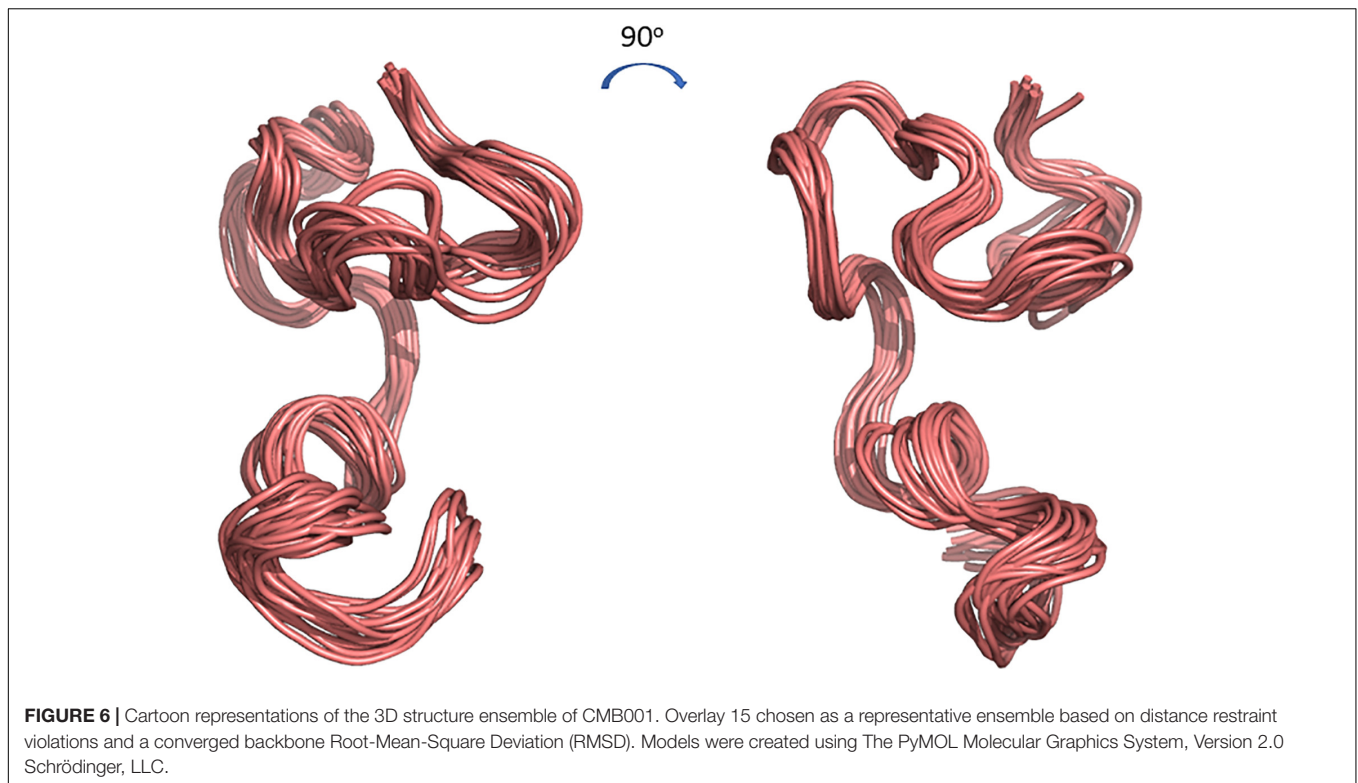 90º
FIGURE 6 | Cartoon representations of the 3D structure ensemble of CMB001. Overlay 15 chosen as a representative ensemble based on distance restraint
violations and a converged backbone Root-Mean-Square Deviation (RMSD). Models were created using The PyMOL Molecular Graphics System, Version 2.0
Schrödinger, LLC.